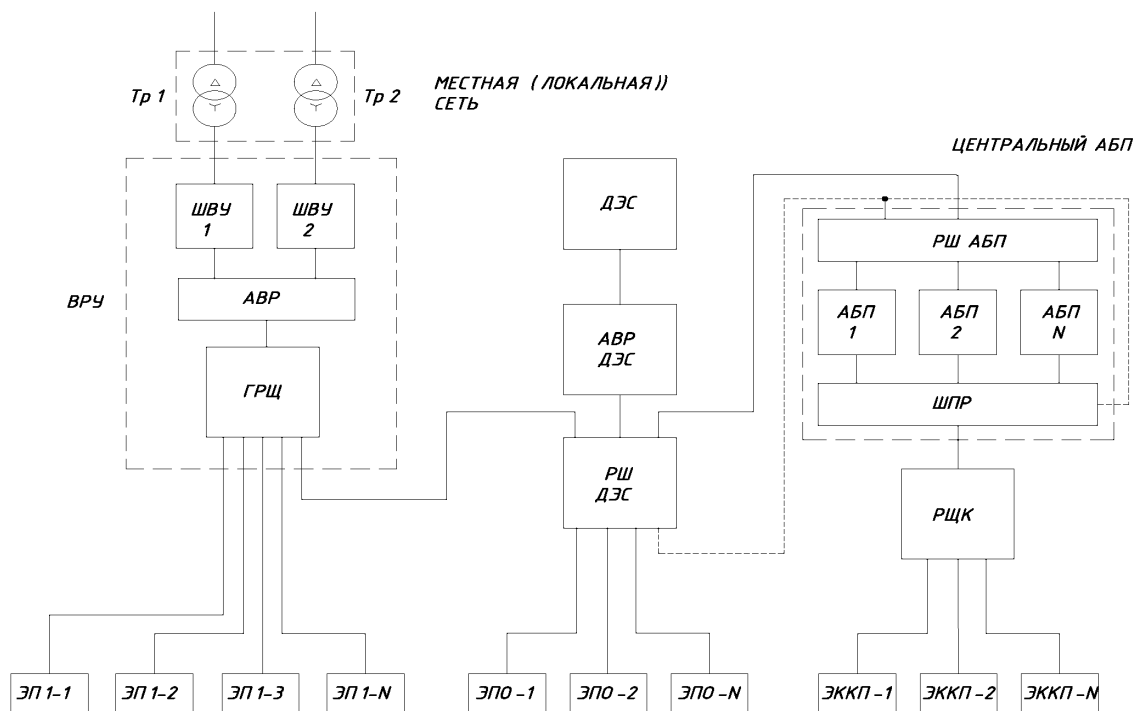 Тр 1
Тр 2
МЕСТНАЯ (ЛОКАЛЬНАЯ))
СЕТЬ
ЦЕНТРАЛЬНЫЙ АБП
ШВУ
1
ШВУ
2
ДЭС
РШ АБП
ВРУ
АВР
АВР
ДЭС
АБП
1
АБП
2
АБП
N
ГРЩ
ШПР
РШ
ДЭС
РЩК
ЭП 1-1
ЭП 1-2
ЭП 1-3
ЭП 1-N
ЭПО -1
ЭПО -2
ЭПО -N
ЭККП -1
ЭККП -2
ЭККП -N